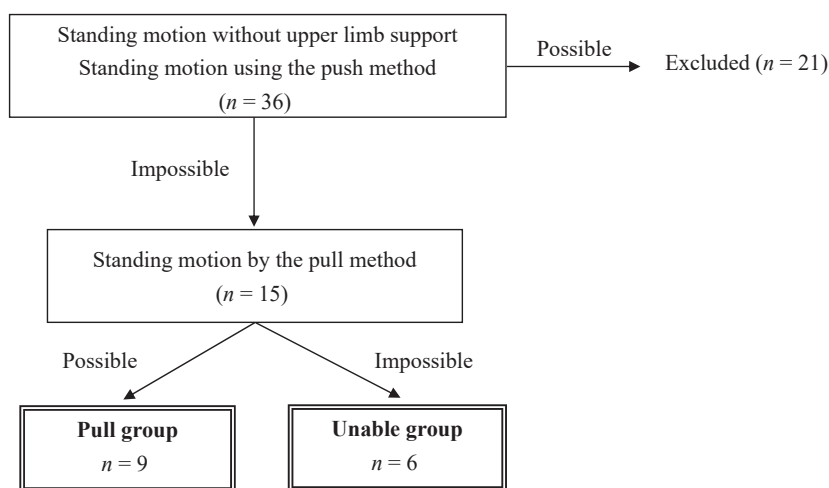 Standing motion without upper limb support
Standing motion using the push method
(n = 36)
Possible
Excluded (n = 21)
Impossible
Standing motion by the pull method
(n = 15)
Possible
Impossible
Pull group
n = 9
Unable group
n = 6